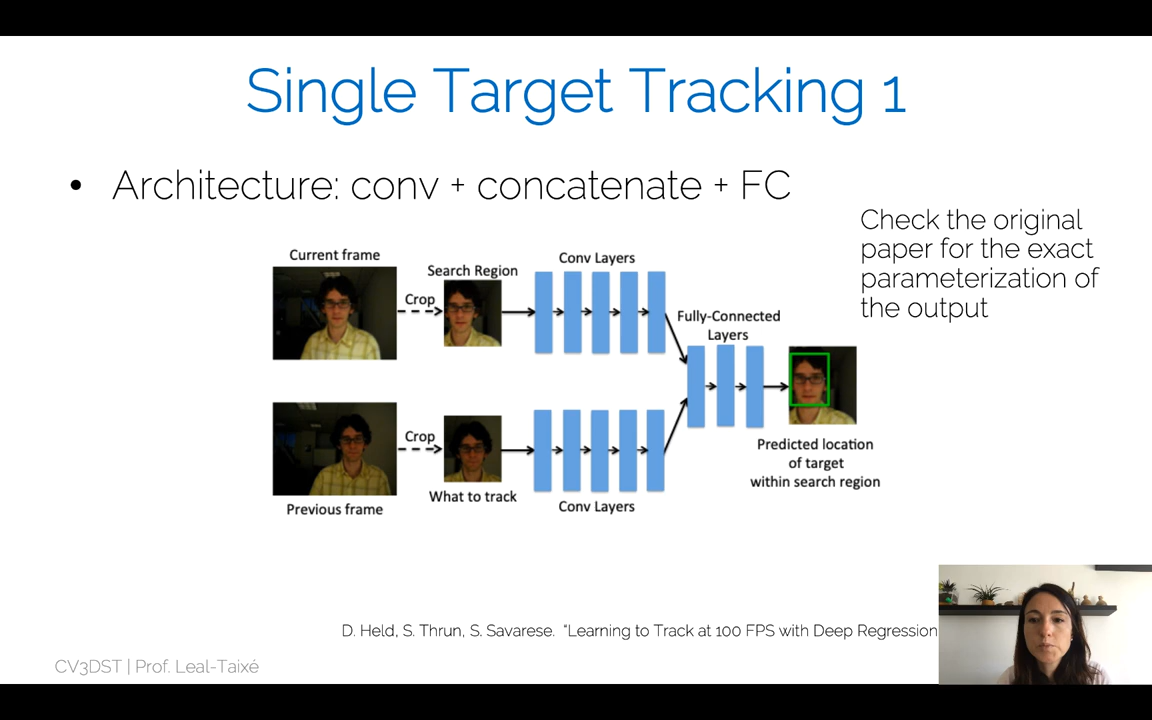 Single Target Tracking 1
• Architecture: conv + concatenate + FC
Check the original
paper for the exact
parameterization of
the output
Current frame
Crop
Search Region
Conv Layers
Fully-Connected
Layers
Previous frame
Crop
What to track
Conv Layers
Predicted location
of target
within search region
D. Held, S. Thrun, S. Savarese. “Learning to Track at 100 FPS with Deep Regression
CV3DST | Prof. Leal-Taixé